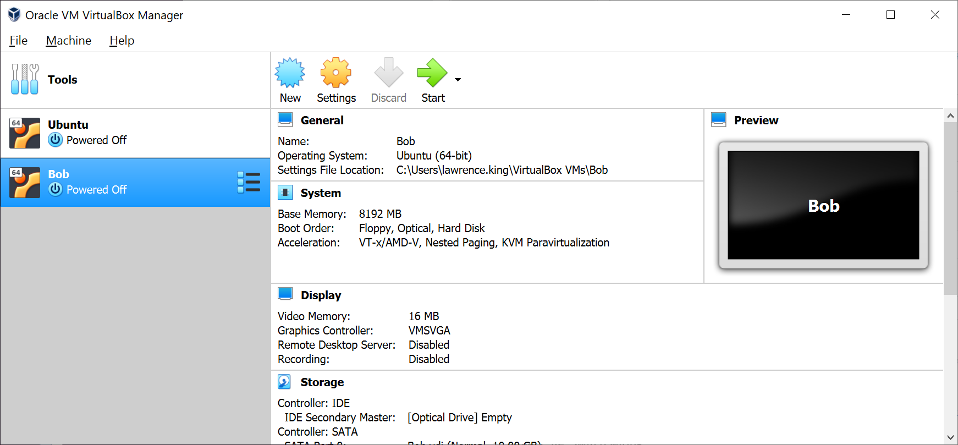 Oracle VM VirtualBox Manager
File Machine Help
Tools
New Settings Discard Start
64
Ubuntu
Powered Off
64
Bob
Powered Off
General
Name: Bob
Operating System: Ubuntu (64-bit)
Settings File Location: C:\Users\lawrence.king\VirtualBox VMs\Bob
System
Base Memory: 8192 MB
Boot Order: Floppy, Optical, Hard Disk
Acceleration: VT-x/AMD-V, Nested Paging, KVM Paravirtualization
Preview
Bob
Display
Video Memory: 16 MB
Graphics Controller: VMSVGA
Remote Desktop Server: Disabled
Recording: Disabled
Storage
Controller: IDE
IDE Secondary Master: [Optical Drive] Empty
Controller: SATA